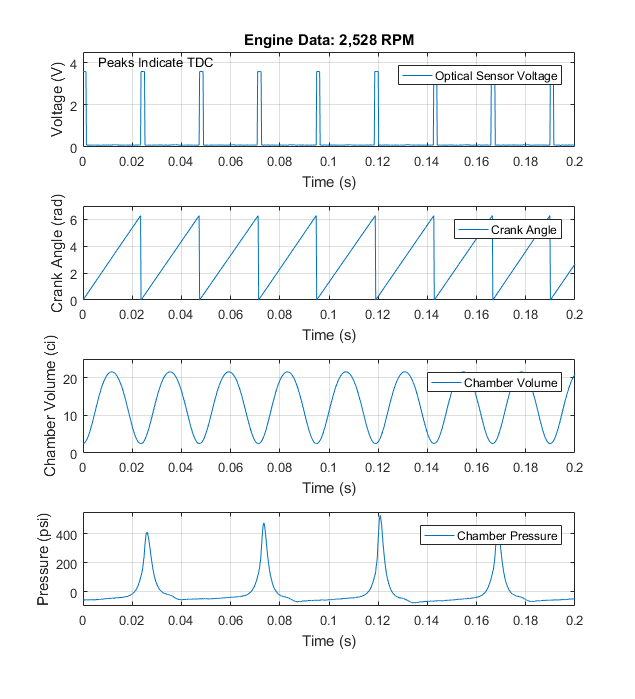 Engine Data: 2,528 RPM
Peaks Indicate TDC
Optical Sensor Voltage
Voltage (V)
4
2
0
0 0.02 0.04 0.06 0.08 0.1 0.12 0.14 0.16 0.18 0.2
Time (s)
Crank Angle
Crank Angle (rad)
6
4
2
0
0 0.02 0.04 0.06 0.08 0.1 0.12 0.14 0.16 0.18 0.2
Time (s)
Chamber Volume
Chamber Volume (ci)
20
10
0
0 0.02 0.04 0.06 0.08 0.1 0.12 0.14 0.16 0.18 0.2
Time (s)
Chamber Pressure
Pressure (psi)
400
200
0
0 0.02 0.04 0.06 0.08 0.1 0.12 0.14 0.16 0.18 0.2
Time (s)